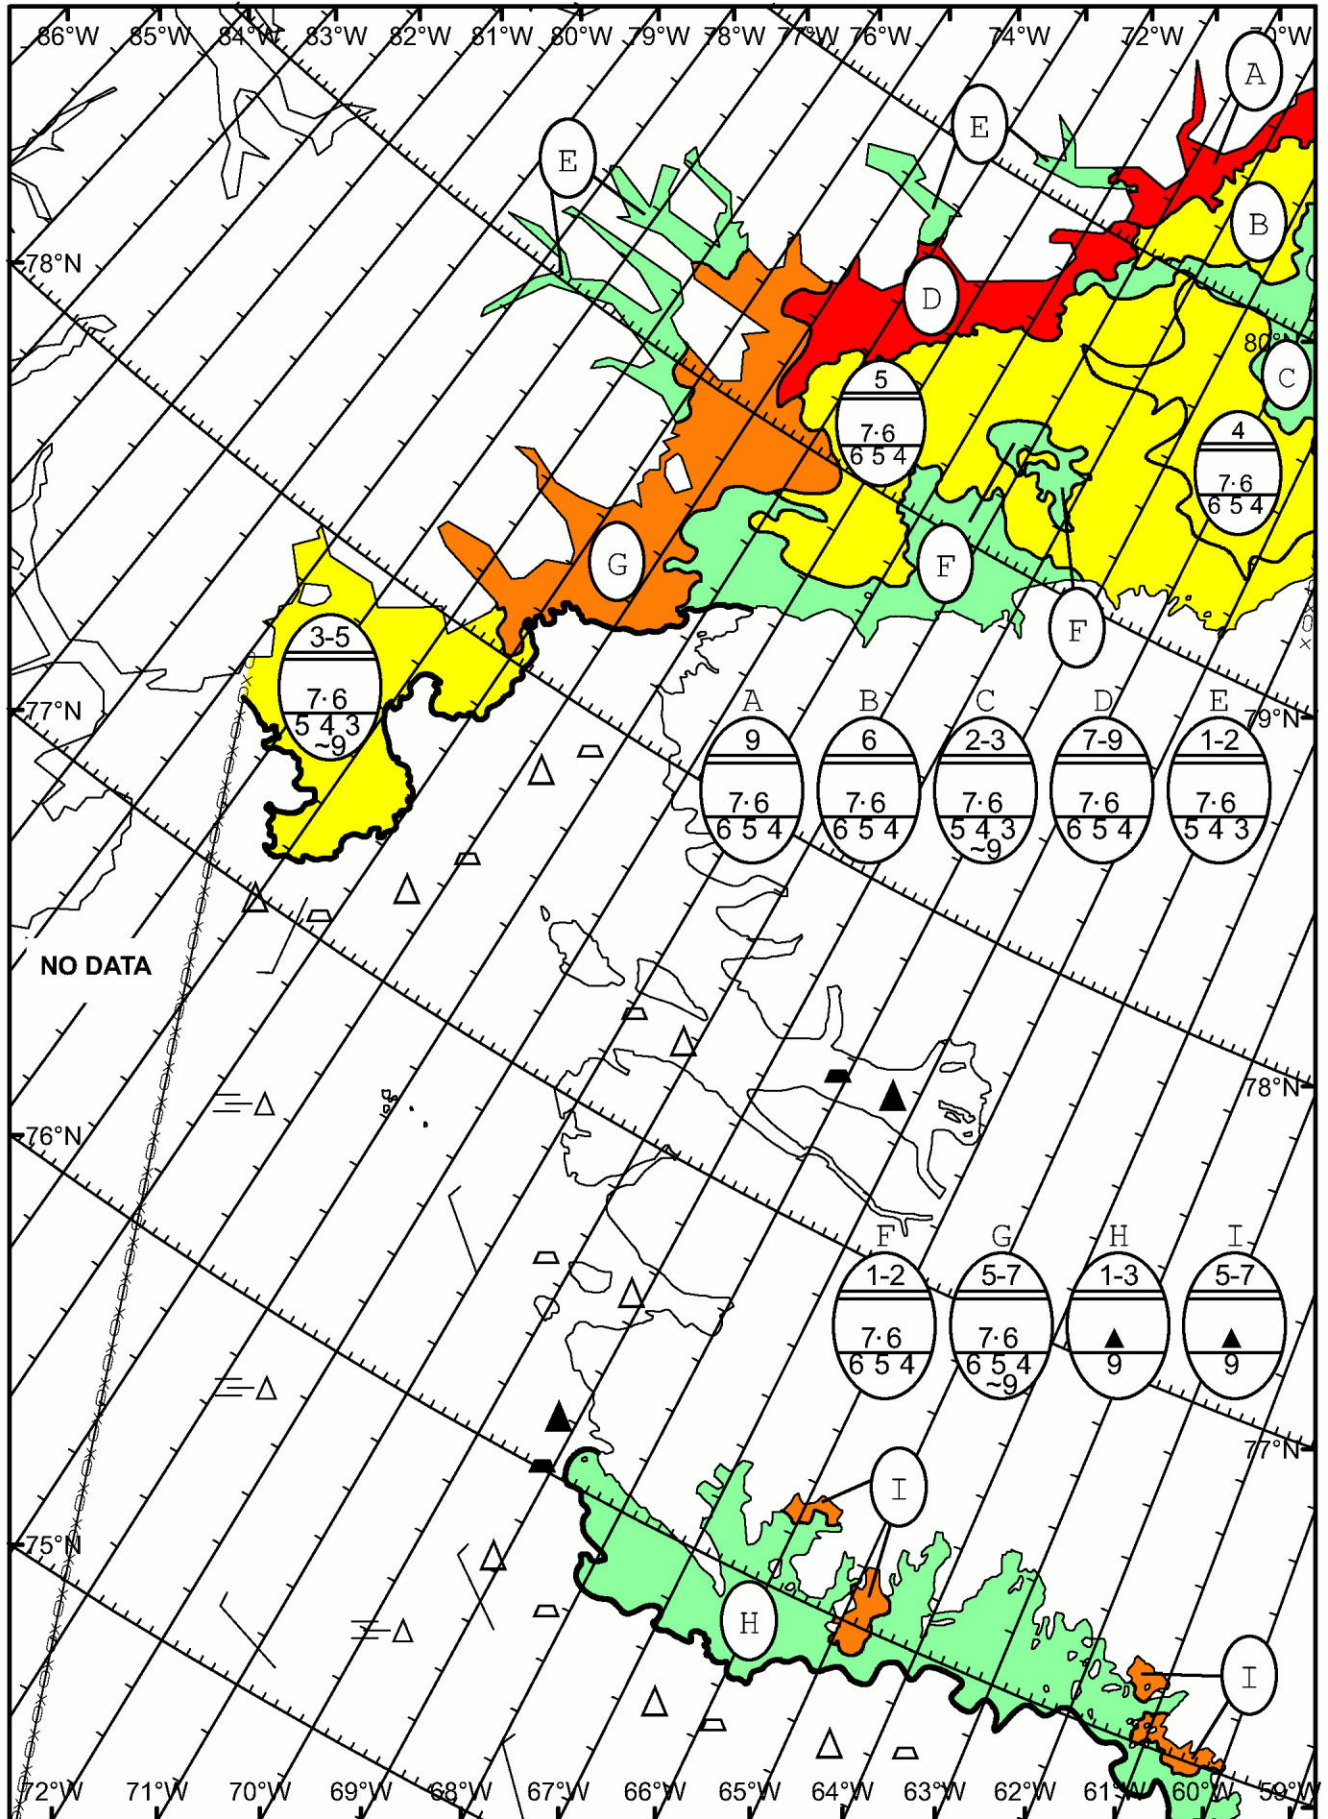 86°W 85°W 84°W 83°W 82°W 81°W 80°W 79°W 78°W 77°W 76°W 74°W 72°W 70°W
A
E
E
B
78°N
D
80°
C
5
7·6
6 5 4
4
7·6
6 5 4
G
F
F
3-5
7·6
5 4 3
~9
77°N
79°N
A B C D E
9 6 2-3 7-9 1-2
7·6 7·6 7·6 7·6 7·6
6 5 4 6 5 4 5 4 3 6 5 4 5 4 3
~9
NO DATA
78°N
76°N
F G H I
1-2 5-7 1-3 5-7
7·6 7·6 ▲ ▲
6 5 4 6 5 4 9 9
~9
77°N
I
75°N
H
I
72°W 71°W 70°W 69°W 68°W 67°W 66°W 65°W 64°W 63°W 62°W 61°W 60°W 59°W